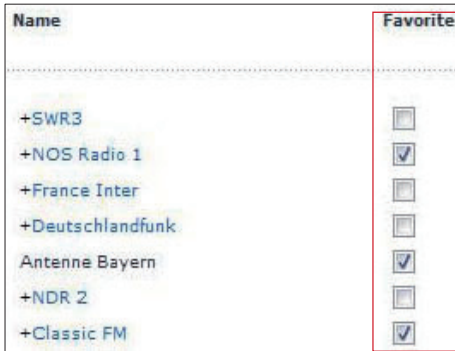 Name Favorite
+SWR3
+NOS Radio 1
+France Inter
+Deutschlandfunk
Antenne Bayern
+NDR 2
+Classic FM